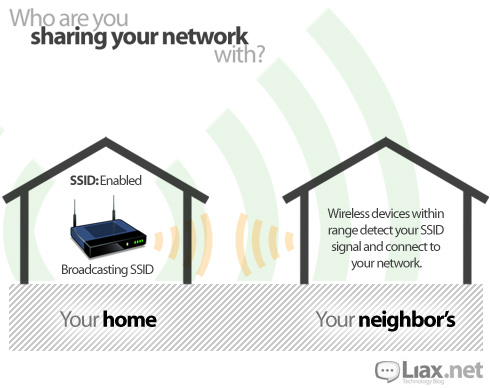 Who are you
sharing your network
with?
SSID: Enabled
Broadcasting SSID
Wireless devices within
range detect your SSID
signal and connect to
your network.
Your home
Your neighbor's
Liax.net
Technology Blog